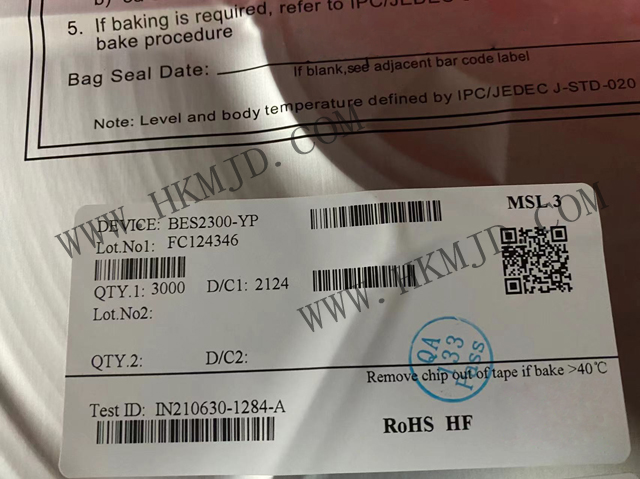 5. If baking is required, refer to IPC/JEDEC
bake procedure
Bag Seal Date:
If blank,see adjacent bar code label
Note: Level and body temperature defined by IPC/JEDEC J-STD-020
WWW.HKMJD.COM
WWW.HKMJD.COM
DEVICE: BES2300-YP
MSL 3
Lot.No1: FC124346
QTY.1: 3000 D/C1: 2124
Lot.No2:
QTY.2: D/C2:
QA
133
Pass
Remove chip out of tape if bake >40℃
Test ID: IN210630-1284-A
RoHS HF